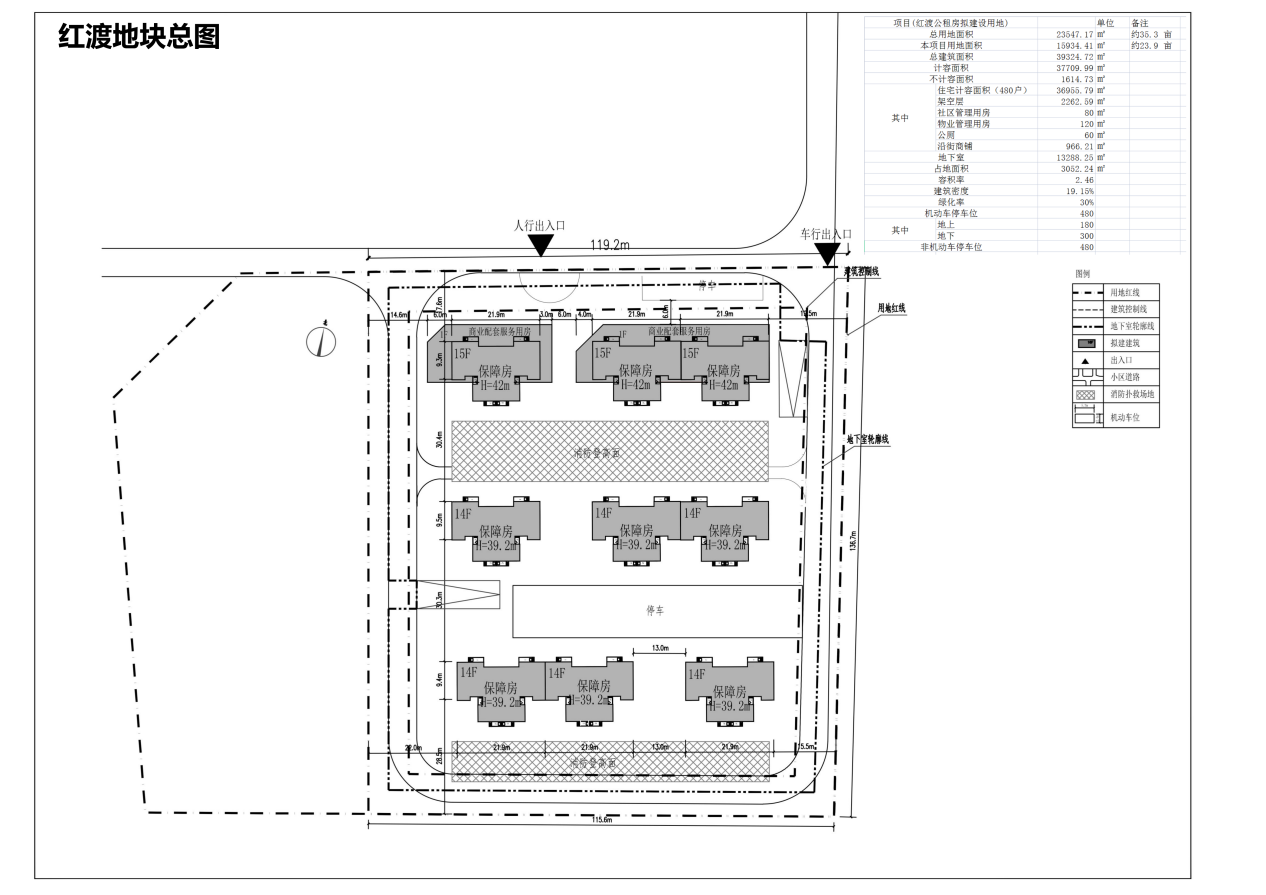 红渡地块总图
项目(红渡公租房拟建设用地) 单位 备注
总用地面积 23547.17 ㎡ 约35.3 亩
本项目用地面积 15934.41 ㎡ 约23.9 亩
总建筑面积 39324.72 ㎡
计容面积 37709.99 ㎡
不计容面积 1614.73 ㎡
其中
住宅计容面积（480户） 36955.79 ㎡
架空层 2262.59 ㎡
社区管理用房 80 ㎡
物业管理用房 120 ㎡
公厕 60 ㎡
沿街商铺 966.21 ㎡
地下室 13288.25 ㎡
占地面积 3052.24 ㎡
容积率 2.46
建筑密度 19.15%
绿化率 30%
机动车停车位 480
其中
地上 180
地下 300
非机动车停车位 480
人行出入口
车行出入口
119.2m
建筑控制线
用地红线
停车
7.6m
14.6m 6.0m 21.9m 3.0m 6.0m 4.0m 21.9m 6.0m 21.9m
商业配套服务用房 1F 商业配套服务用房
15F 15F 15F
9.3m
保障房 保障房 保障房
H=42m H=42m H=42m
图例
用地红线
建筑控制线
地下室轮廓线
拟建建筑
出入口
小区道路
消防扑救场地
机动车位
30.4m
消防登高面
地下室轮廓线
14F 14F 14F
9.5m
保障房 保障房 保障房
H=39.2m H=39.2m H=39.2m
136.7m
30.3m
停车
13.0m
14F 14F 14F
9.4m
保障房 保障房 保障房
H=39.2m H=39.2m H=39.2m
22.0m 21.9m 21.9m 13.0m 21.9m 15.5m
28.5m
消防登高面
115.6m